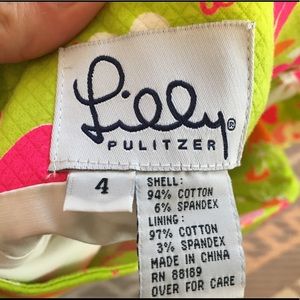 Lilly®
PULITZER
4
SHELL:
94% COTTON
6% SPANDEX
LINING:
97% COTTON
3% SPANDEX
MADE IN CHINA
RN 88189
OVER FOR CARE